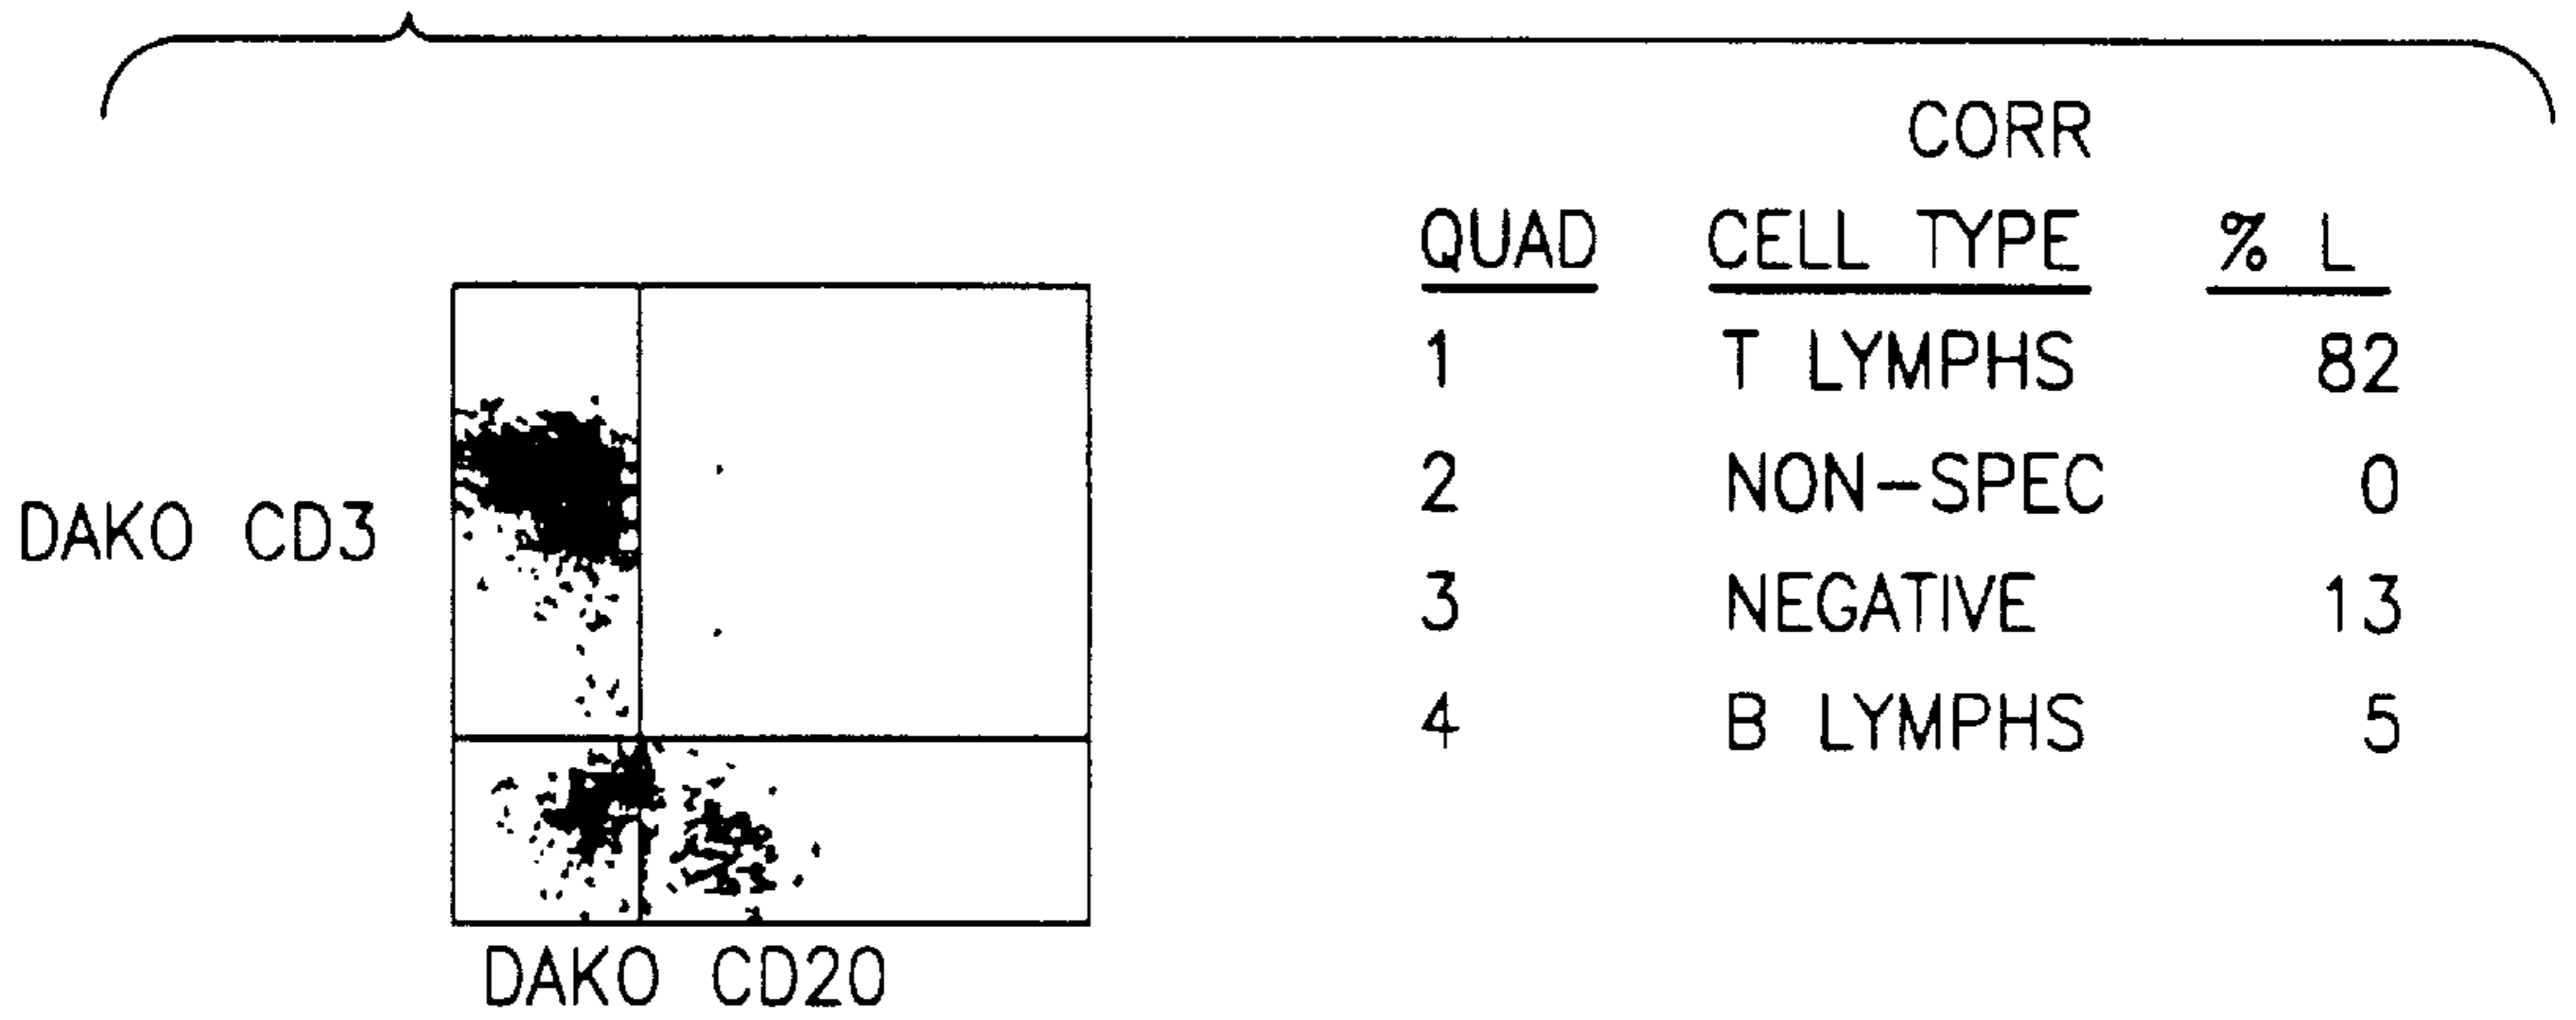 DAKO CD3
DAKO CD20
CORR
QUAD CELL TYPE % L
1 T LYMPHS 82
2 NON-SPEC 0
3 NEGATIVE 13
4 B LYMPHS 5